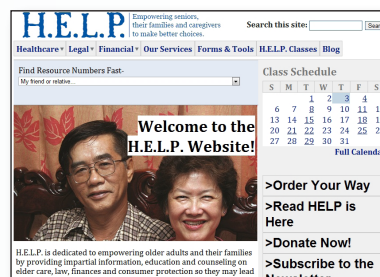 H.E.L.P.
Empowering seniors,
their families and caregivers
to make better choices.
Search this site:
Healthcare Legal Financial Our Services Forms & Tools H.E.L.P. Classes Blog
Find Resource Numbers Fast-
My friend or relative...
Welcome to the
H.E.L.P. Website!
H.E.L.P. is dedicated to empowering older adults and their families
by providing impartial information, education and counseling on
elder care, law, finances and consumer protection so they may lead
Class Schedule
S M T W T F S
1 2 3 4
6 7 8 9 10 11
13 14 15 16 17 18
20 21 22 23 24 25
27 28 29 30 31
Full Calenda
>Order Your Way
>Read HELP is
Here
>Donate Now!
>Subscribe to the
Newsletter